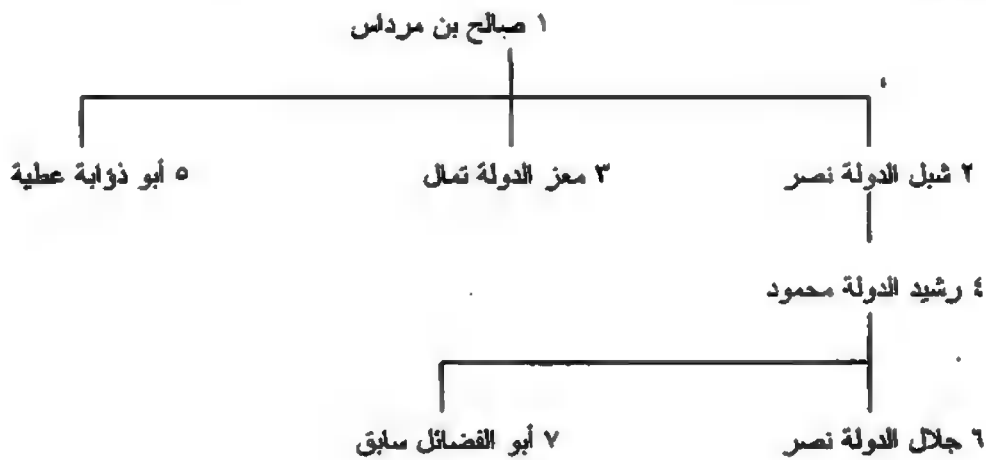 ١ صالح بن مرداس
٢ شبل الدولة نصر
٣ معز الدولة ثمال
٥ أبو ذؤابة عطية
٤ رشيد الدولة محمود
٦ جلال الدولة نصر
٧ أبو الفضائل سابق